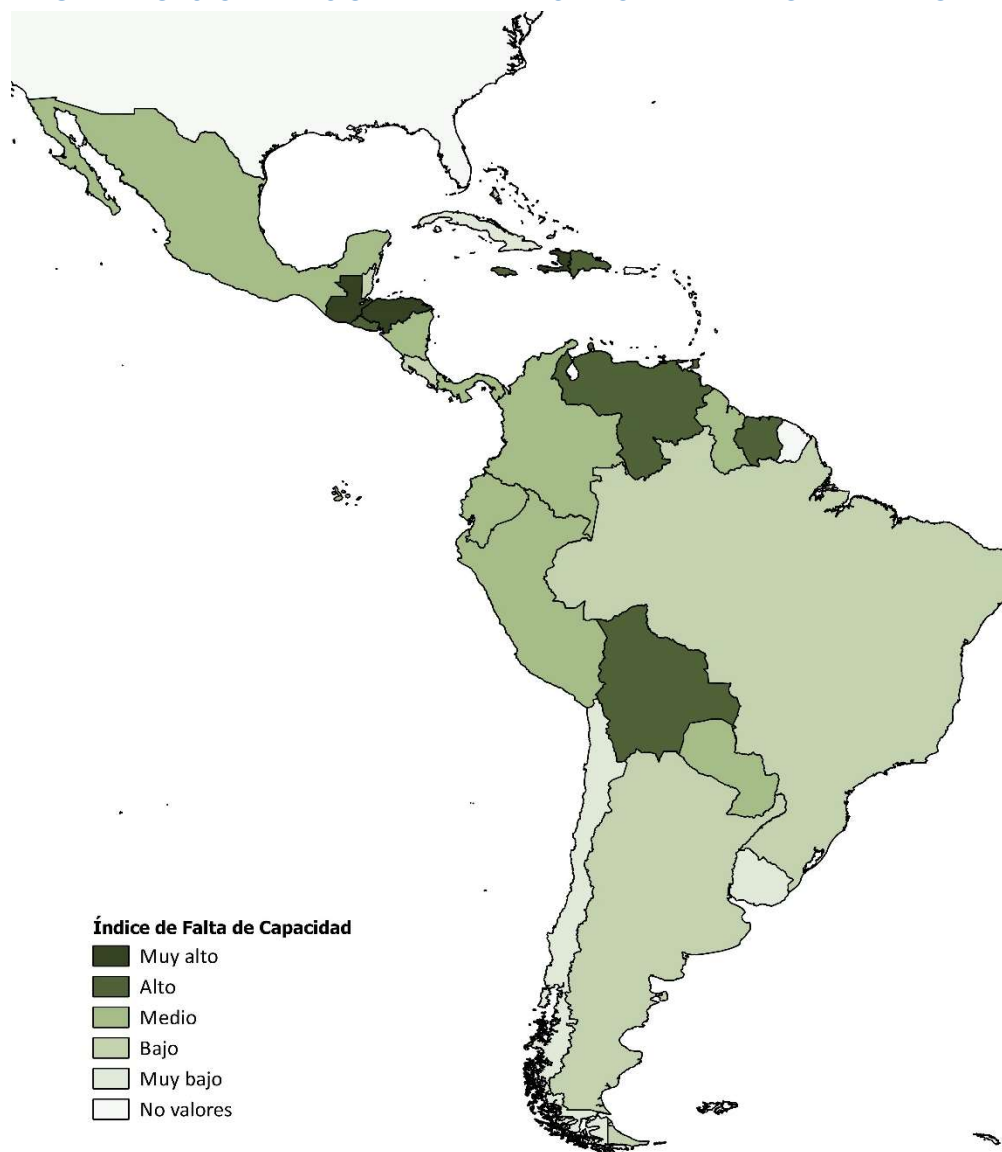 Índice de Falta de Capacidad
Muy alto
Alto
Medio
Bajo
Muy bajo
No valores